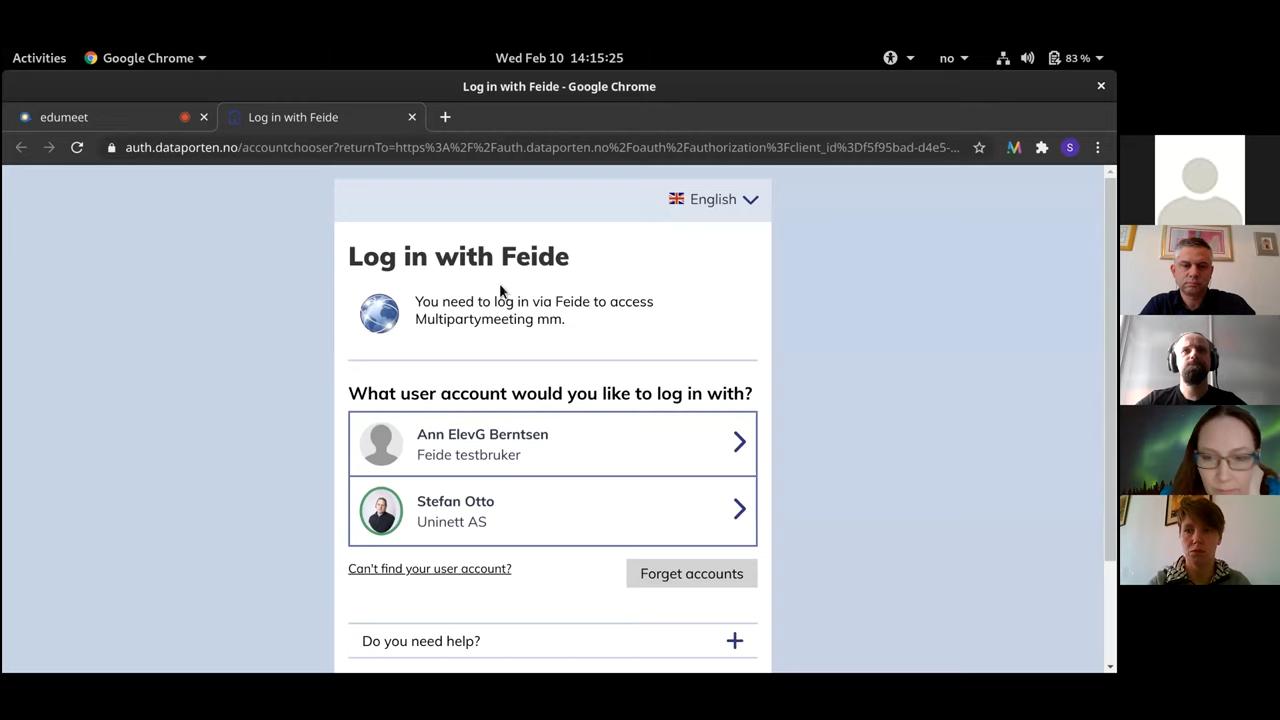 Activities
Google Chrome
Wed Feb 10 14:15:25
no
83 %
Log in with Feide - Google Chrome
edumeet
Log in with Feide
auth.dataporten.no/accountchooser?returnTo=https%3A%2F%2Fauth.dataporten.no%2Foauth%2Fauthorization%3Fclient_id%3Df5f95bad-d4e5-...
S
English
Log in with Feide
You need to log in via Feide to access
Multipartymeeting mm.
What user account would you like to log in with?
Ann ElevG Berntsen
Feide testbruker
Stefan Otto
Uninett AS
Can't find your user account?
Forget accounts
Do you need help?